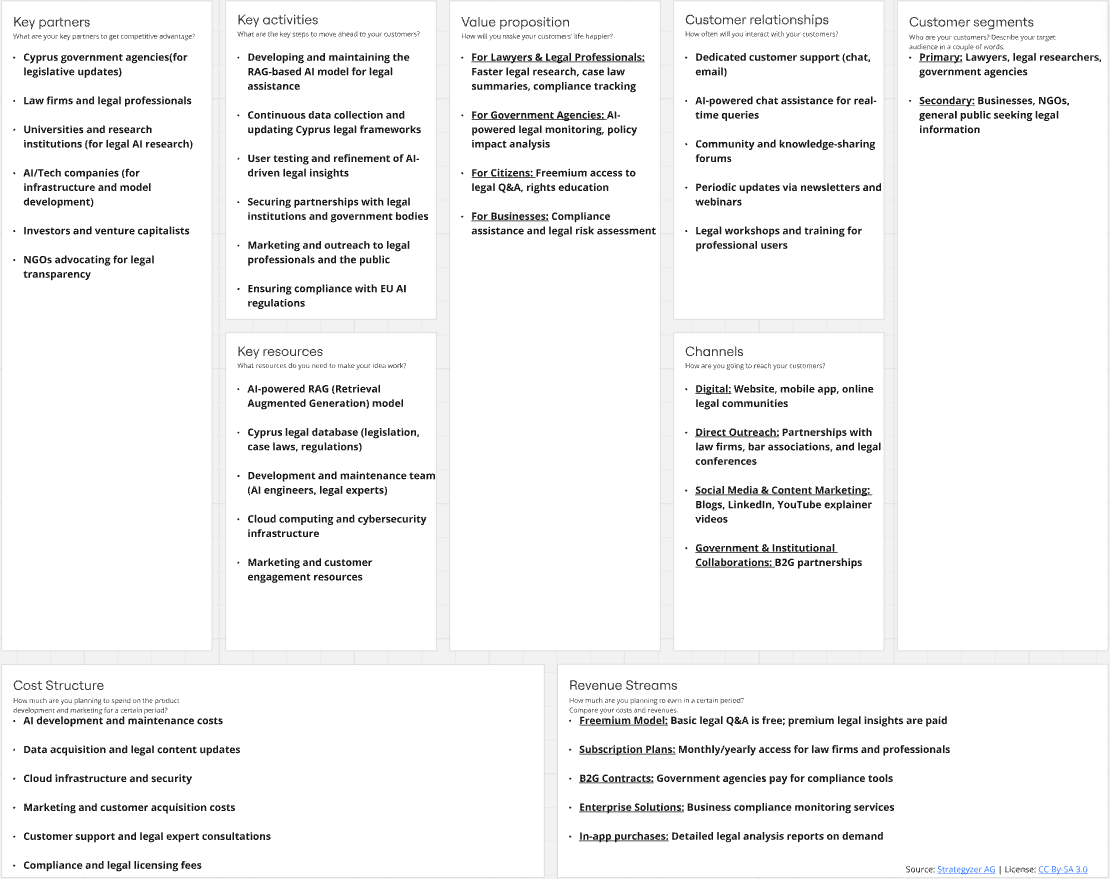 Key partners
What are your key partners to get competitive advantage?
• Cyprus government agencies(for
legislative updates)
• Law firms and legal professionals
• Universities and research
institutions (for legal AI research)
• AI/Tech companies (for
infrastructure and model
development)
• Investors and venture capitalists
• NGOs advocating for legal
transparency
Key activities
What are the key steps to move ahead to your customers?
• Developing and maintaining the
RAG-based AI model for legal
assistance
• Continuous data collection and
updating Cyprus legal frameworks
• User testing and refinement of AI-
driven legal insights
• Securing partnerships with legal
institutions and government bodies
• Marketing and outreach to legal
professionals and the public
• Ensuring compliance with EU AI
regulations
Key resources
What resources do you need to make your idea work?
• AI-powered RAG (Retrieval
Augmented Generation) model
• Cyprus legal database (legislation,
case laws, regulations)
• Development and maintenance team
(AI engineers, legal experts)
• Cloud computing and cybersecurity
infrastructure
• Marketing and customer
engagement resources
Value proposition
How will you make your customers' life happier?
• For Lawyers & Legal Professionals:
Faster legal research, case law
summaries, compliance tracking
• For Government Agencies: AI-
powered legal monitoring, policy
impact analysis
• For Citizens: Freemium access to
legal Q&A, rights education
• For Businesses: Compliance
assistance and legal risk assessment
Customer relationships
How often will you interact with your customers?
• Dedicated customer support (chat,
email)
• AI-powered chat assistance for real-
time queries
• Community and knowledge-sharing
forums
• Periodic updates via newsletters and
webinars
• Legal workshops and training for
professional users
Channels
How are you going to reach your customers?
• Digital: Website, mobile app, online
legal communities
• Direct Outreach: Partnerships with
law firms, bar associations, and legal
conferences
• Social Media & Content Marketing:
Blogs, LinkedIn, YouTube explainer
videos
• Government & Institutional
Collaborations: B2G partnerships
Customer segments
Who are your customers? Describe your target
audience in a couple of words.
• Primary: Lawyers, legal researchers,
government agencies
• Secondary: Businesses, NGOs,
general public seeking legal
information
Cost Structure
How much are you planning to spend on the product
development and marketing for a certain period?
• AI development and maintenance costs
• Data acquisition and legal content updates
• Cloud infrastructure and security
• Marketing and customer acquisition costs
• Customer support and legal expert consultations
• Compliance and legal licensing fees
Revenue Streams
How much are you planning to earn in a certain period?
Compare your costs and revenues.
• Freemium Model: Basic legal Q&A is free; premium legal insights are paid
• Subscription Plans: Monthly/yearly access for law firms and professionals
• B2G Contracts: Government agencies pay for compliance tools
• Enterprise Solutions: Business compliance monitoring services
• In-app purchases: Detailed legal analysis reports on demand
Source: Strategyzer AG | License: CC By-SA 3.0